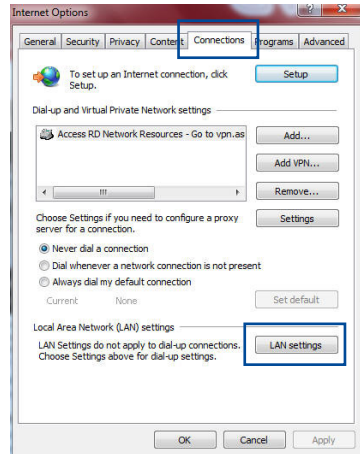 Internet Options
General Security Privacy Content Connections Programs Advanced
To set up an Internet connection, click
Setup.
Setup
Dial-up and Virtual Private Network settings
Access RD Network Resources - Go to vpn.as
Add...
Add VPN...
Remove...
Choose Settings if you need to configure a proxy
server for a connection.
Settings
Never dial a connection
Dial whenever a network connection is not present
Always dial my default connection
Current None
Set default
Local Area Network (LAN) settings
LAN Settings do not apply to dial-up connections.
Choose Settings above for dial-up settings.
LAN settings
OK Cancel Apply